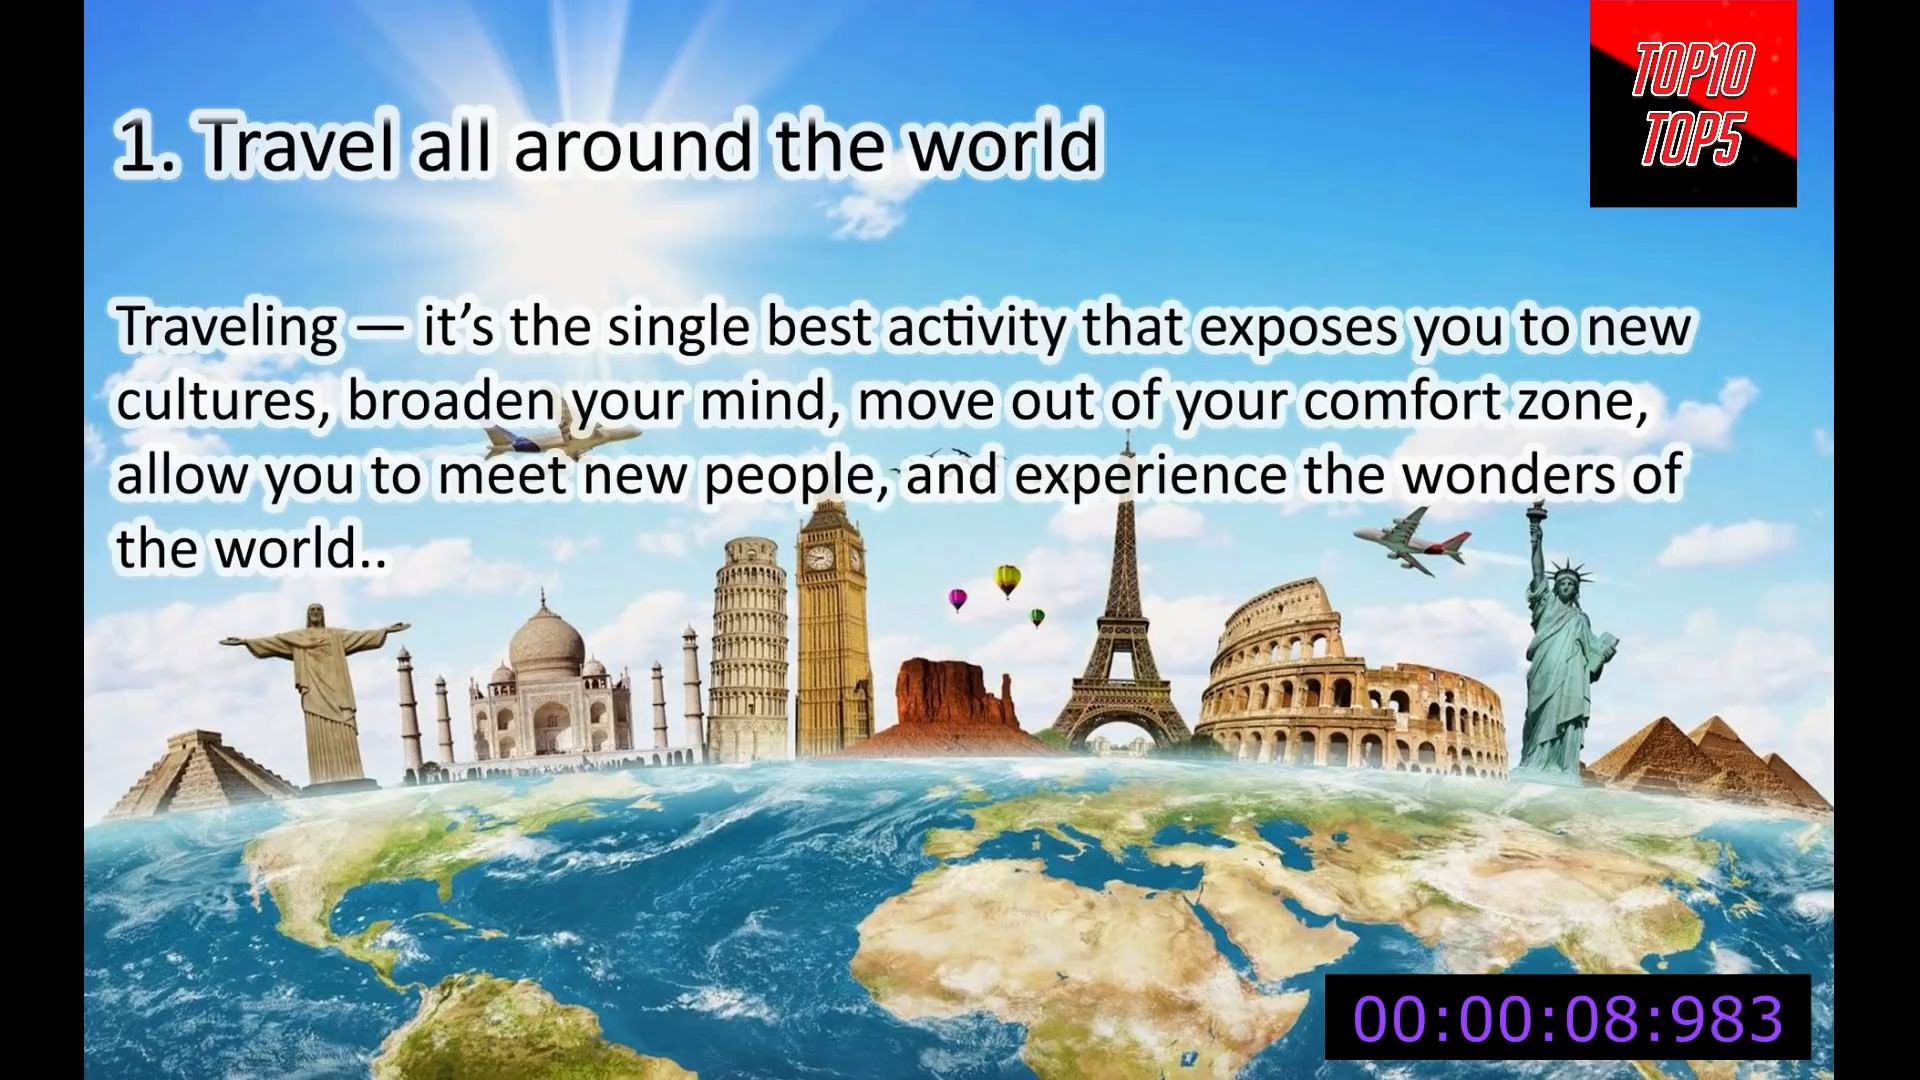 TOP10
TOP5
1. Travel all around the world
Traveling — it’s the single best activity that exposes you to new
cultures, broaden your mind, move out of your comfort zone,
allow you to meet new people, and experience the wonders of
the world..
00:00:08:983